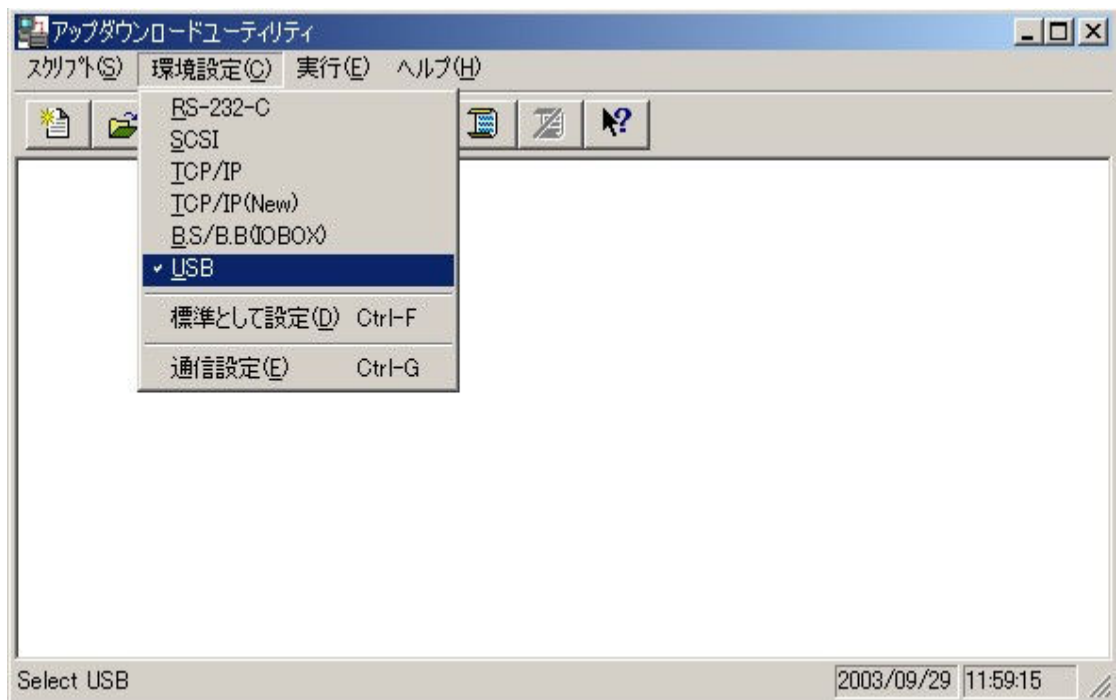 アップダウンロードユーティリティ
スクリプト(S) 環境設定(C) 実行(E) ヘルプ(H)
RS-232-C
SCSI
TCP/IP
TCP/IP(New)
B.S/B.B(IOBOX)
✓ USB
標準として設定(D) Ctrl-F
通信設定(E) Ctrl-G
Select USB 2003/09/29 11:59:15